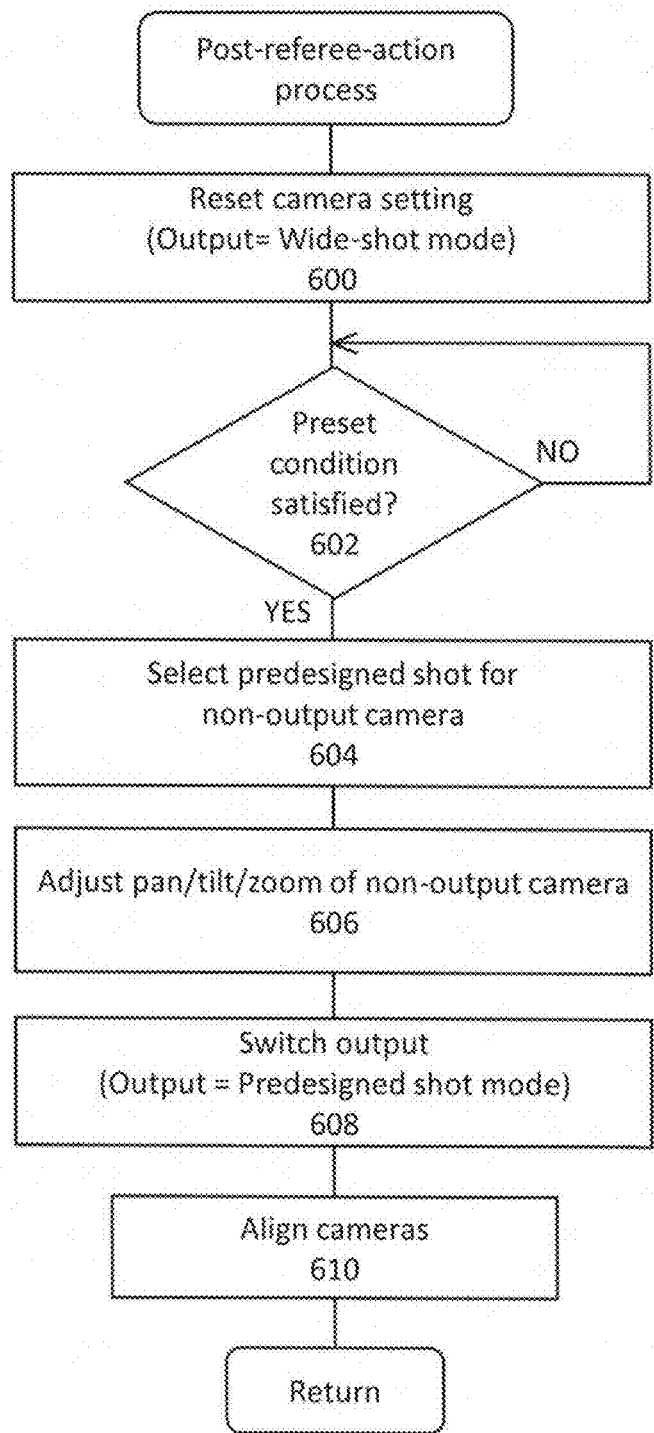 Post-referee-action
process
Reset camera setting
(Output= Wide-shot mode)
600
Preset
condition
satisfied?
602
NO
YES
Select predesigned shot for
non-output camera
604
Adjust pan/tilt/zoom of non-output camera
606
Switch output
(Output = Predesigned shot mode)
608
Align cameras
610
Return